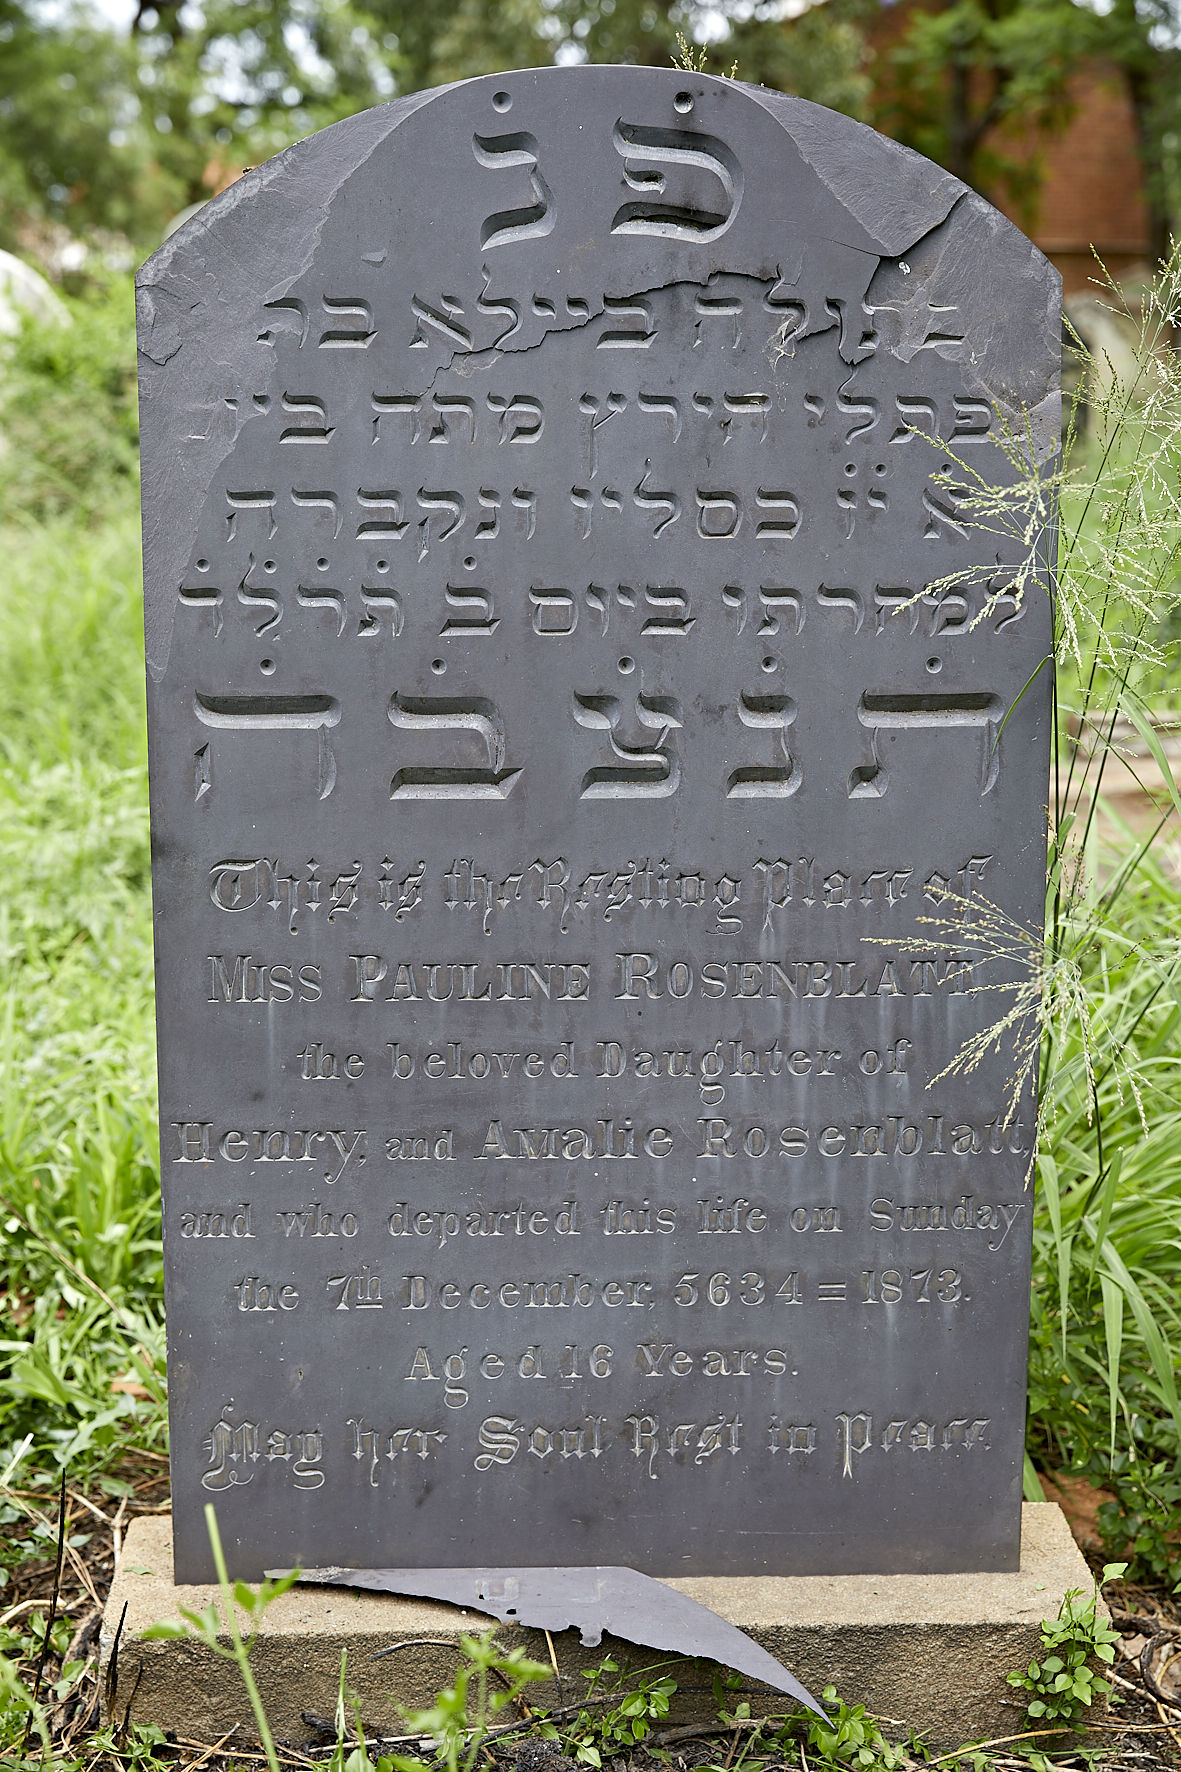 פ̇ נ̇
בתולה ביילא בת
נפתלי הירץ מתה
א̇ י̇ז̇ כסליו ונקברה
למחרתו ביום ב̇ ת̇ר̇ל̇ד̇
ת̇ נ̇ צ̇ ב̇ ה̇
This is the Resting Place of
MISS PAULINE ROSENBLATT,
the beloved Daughter of
Henry, and Amalie Rosenblatt,
and who departed this life on Sunday
the 7th December, 5634 = 1873.
Aged 16 Years.
May her Soul Rest in Peace.